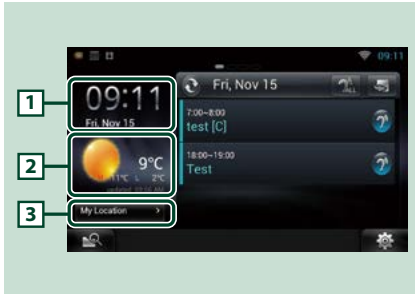 09:11
1
09:11
Fri, Nov 15
2
9°C
11°C L 2°C
3
My Location >
Fri, Nov 15
ALL
7:00~8:00
test [C]
18:00~19:00
Test